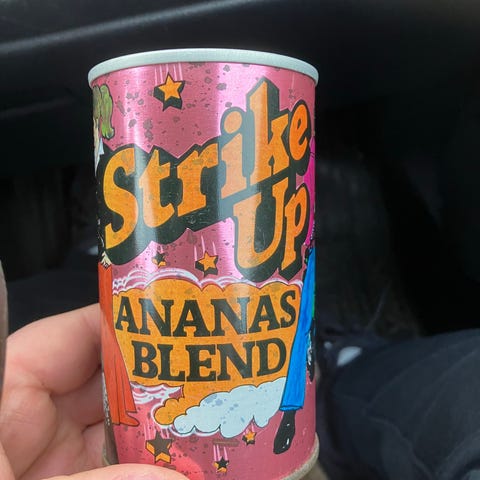 Strike
Up
ANANAS
BLEND